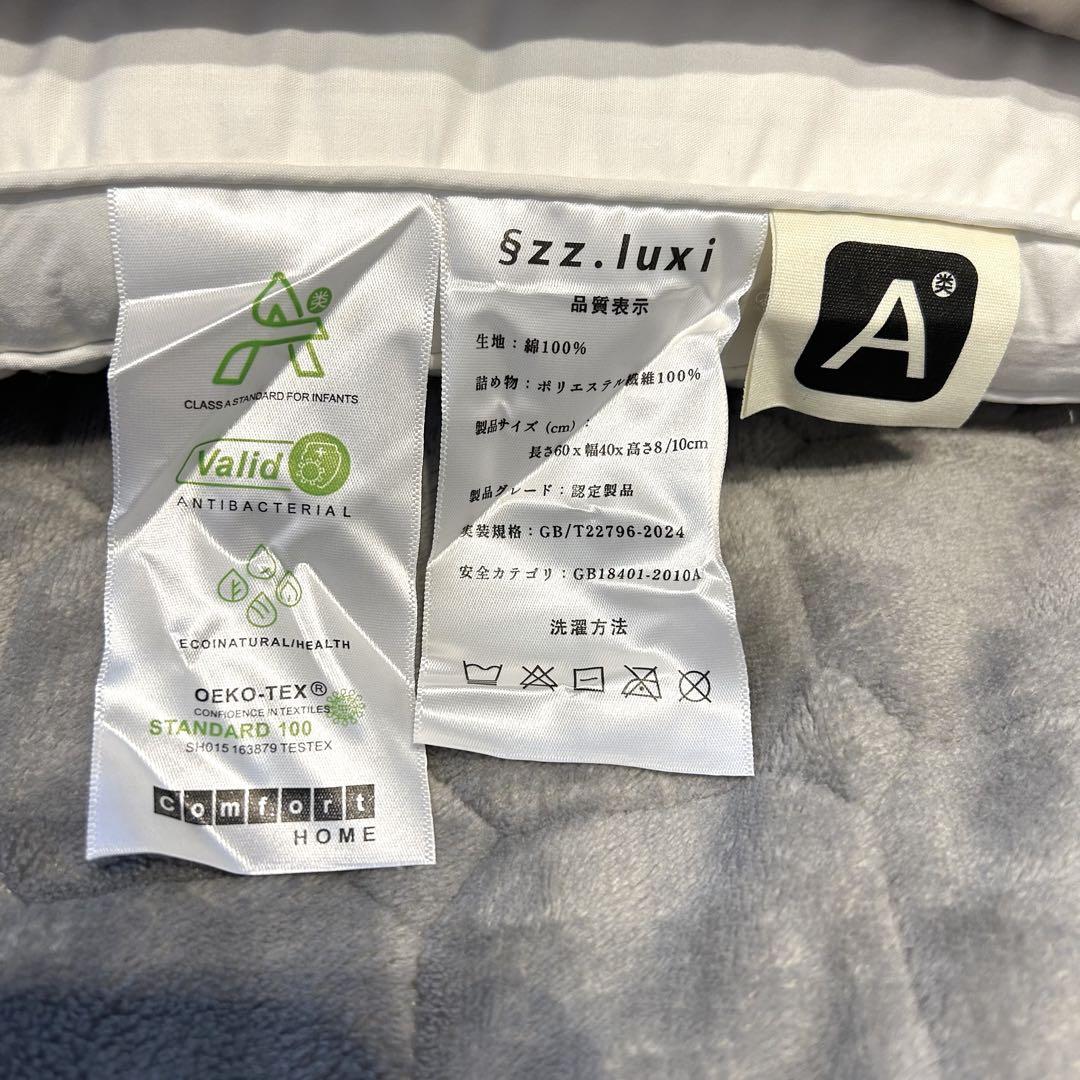 类
CLASS A STANDARD FOR INFANTS
Valid
ANTIBACTERIAL
ECOINATURAL/HEALTH
OEKO-TEX®
CONFIDENCE IN TEXTILES
STANDARD 100
SH015 163879 TESTEX
Comfort
HOME
§zz.luxi
品質表示
生地：綿100%
詰め物：ポリエステル繊維100%
製品サイズ（cm）：
長さ60 x 幅40x 高さ8 /10cm
製品グレード：認定製品
実装規格：GB/T22796-2024
安全カテゴリ：GB18401-2010A
洗濯方法
A类